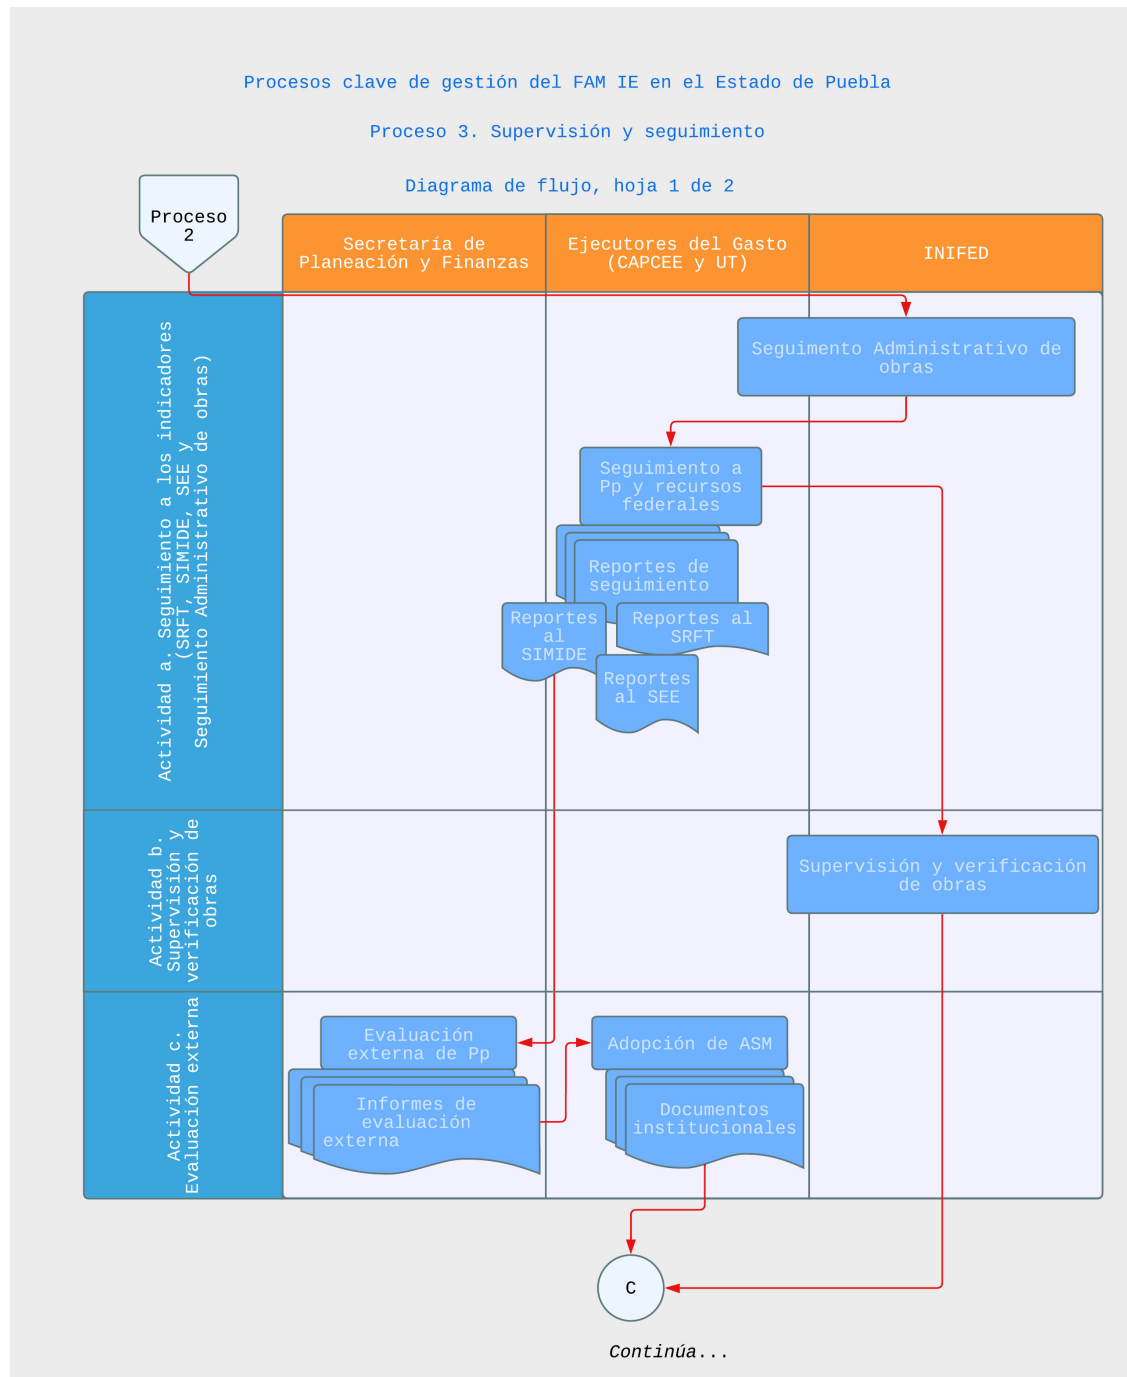 Procesos clave de gestión del FAM IE en el Estado de Puebla
Proceso 3. Supervisión y seguimiento
Diagrama de flujo, hoja 1 de 2
Proceso
2
Secretaría de
Planeación y Finanzas
Ejecutores del Gasto
(CAPCEE y UT)
INIFED
Actividad a. Seguimiento a los indicadores
(SRFT, SIMIDE, SEE y
Seguimiento Administrativo de obras)
Seguimento Administrativo de
obras
Seguimiento a
Pp y recursos
federales
Reportes de
seguimiento
Reportes
al
SIMIDE
Reportes al
SRFT
Reportes
al SEE
Actividad b.
Supervisión y
verificación de
obras
Supervisión y verificación
de obras
Actividad c.
Evaluación externa
Evaluación
externa de Pp
Adopción de ASM
Informes de
evaluación
externa
Documentos
institucionales
C
Continúa...